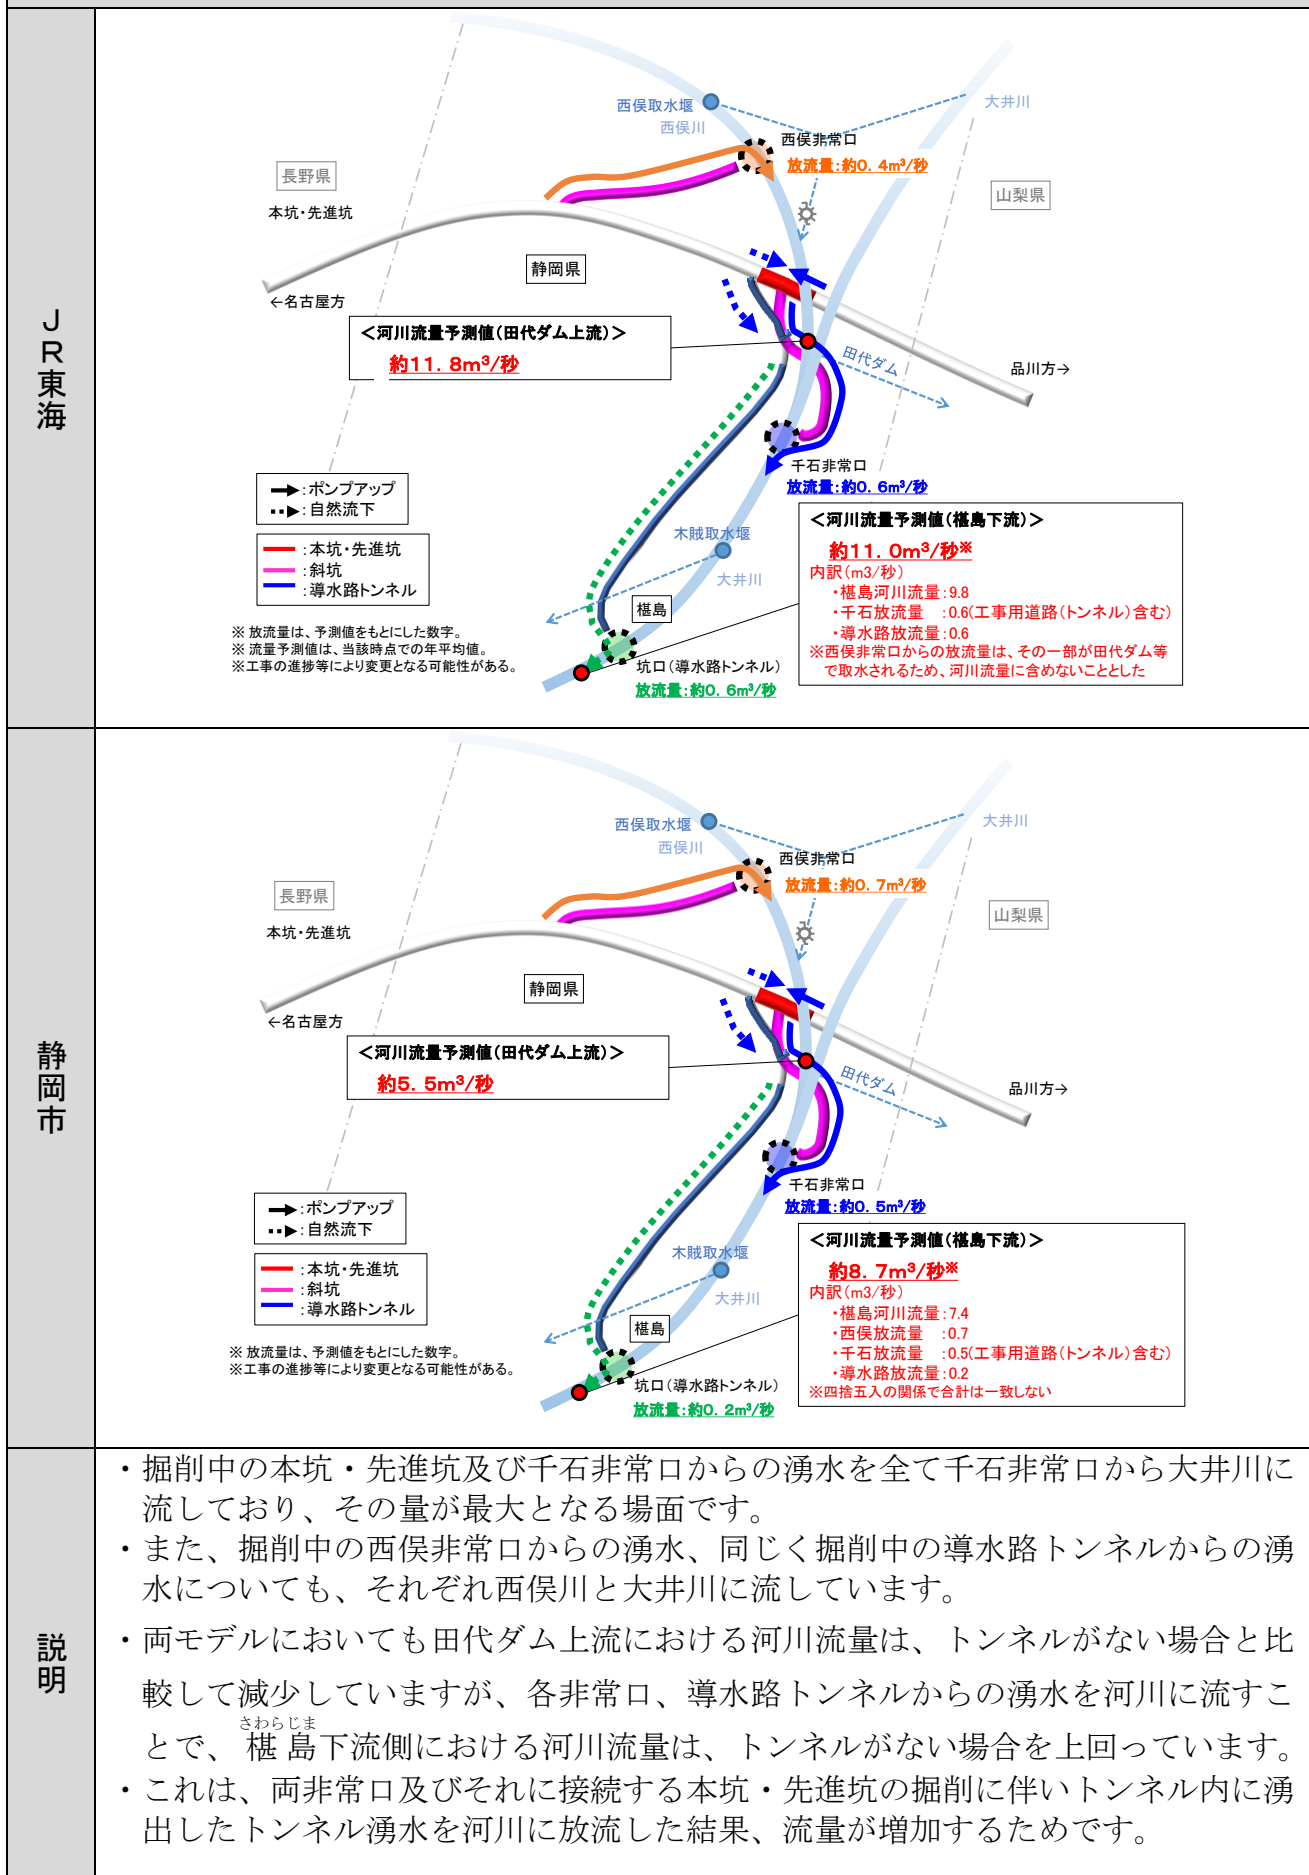 JR東海
西俣取水堰
西俣川
大井川
西俣非常口
放流量:約0.4m³/秒
長野県
山梨県
本坑・先進坑
静岡県
←名古屋方
＜河川流量予測値(田代ダム上流)＞
約11.8m³/秒
田代ダム
品川方→
千石非常口
放流量:約0.6m³/秒
:ポンプアップ
:自然流下
:本坑・先進坑
:斜坑
:導水路トンネル
※ 放流量は、予測値をもとにした数字。
※ 流量予測値は、当該時点での年平均値。
※工事の進捗等により変更となる可能性がある。
木賊取水堰
大井川
椹島
坑口(導水路トンネル)
放流量:約0.6m³/秒
＜河川流量予測値(椹島下流)＞
約11.0m³/秒※
内訳(m3/秒)
・椹島河川流量:9.8
・千石放流量 :0.6(工事用道路(トンネル)含む)
・導水路放流量:0.6
※西俣非常口からの放流量は、その一部が田代ダム等
で取水されるため、河川流量に含めないこととした
静岡市
西俣取水堰
西俣川
大井川
西俣非常口
放流量:約0.7m³/秒
長野県
山梨県
本坑・先進坑
静岡県
←名古屋方
＜河川流量予測値(田代ダム上流)＞
約5.5m³/秒
田代ダム
品川方→
千石非常口
放流量:約0.5m³/秒
:ポンプアップ
:自然流下
:本坑・先進坑
:斜坑
:導水路トンネル
※ 放流量は、予測値をもとにした数字。
※工事の進捗等により変更となる可能性がある。
木賊取水堰
大井川
椹島
坑口(導水路トンネル)
放流量:約0.2m³/秒
＜河川流量予測値(椹島下流)＞
約8.7m³/秒※
内訳(m3/秒)
・椹島河川流量:7.4
・西俣放流量 :0.7
・千石放流量 :0.5(工事用道路(トンネル)含む)
・導水路放流量:0.2
※四捨五入の関係で合計は一致しない
説明
・掘削中の本坑・先進坑及び千石非常口からの湧水を全て千石非常口から大井川に
流しており、その量が最大となる場面です。
・また、掘削中の西俣非常口からの湧水、同じく掘削中の導水路トンネルからの湧
水についても、それぞれ西俣川と大井川に流しています。
・両モデルにおいても田代ダム上流における河川流量は、トンネルがない場合と比
較して減少していますが、各非常口、導水路トンネルからの湧水を河川に流すこ
さわらじま
とで、椹島下流側における河川流量は、トンネルがない場合を上回っています。
・これは、両非常口及びそれに接続する本坑・先進坑の掘削に伴いトンネル内に湧
出したトンネル湧水を河川に放流した結果、流量が増加するためです。